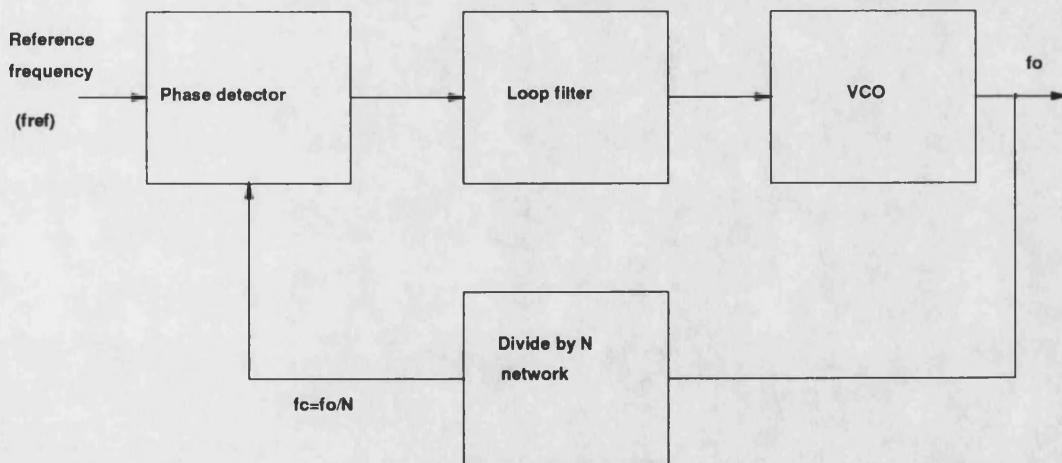 Reference
frequency
(fref)
Phase detector
Loop filter
VCO
fo
Divide by N
network
fc=fo/N